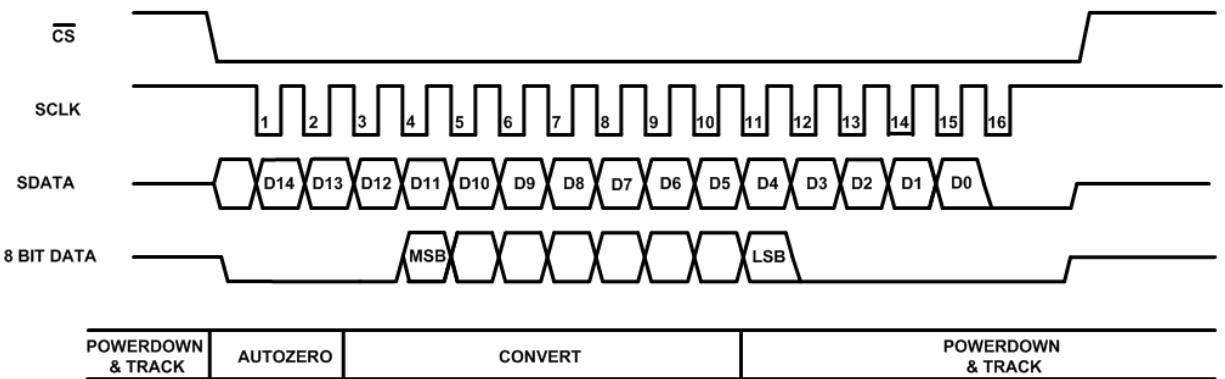 CS
SCLK
1 2 3 4 5 6 7 8 9 10 11 12 13 14 15 16
SDATA
D14 D13 D12 D11 D10 D9 D8 D7 D6 D5 D4 D3 D2 D1 D0
8 BIT DATA
MSB LSB
POWERDOWN
& TRACK
AUTOZERO
CONVERT
POWERDOWN
& TRACK